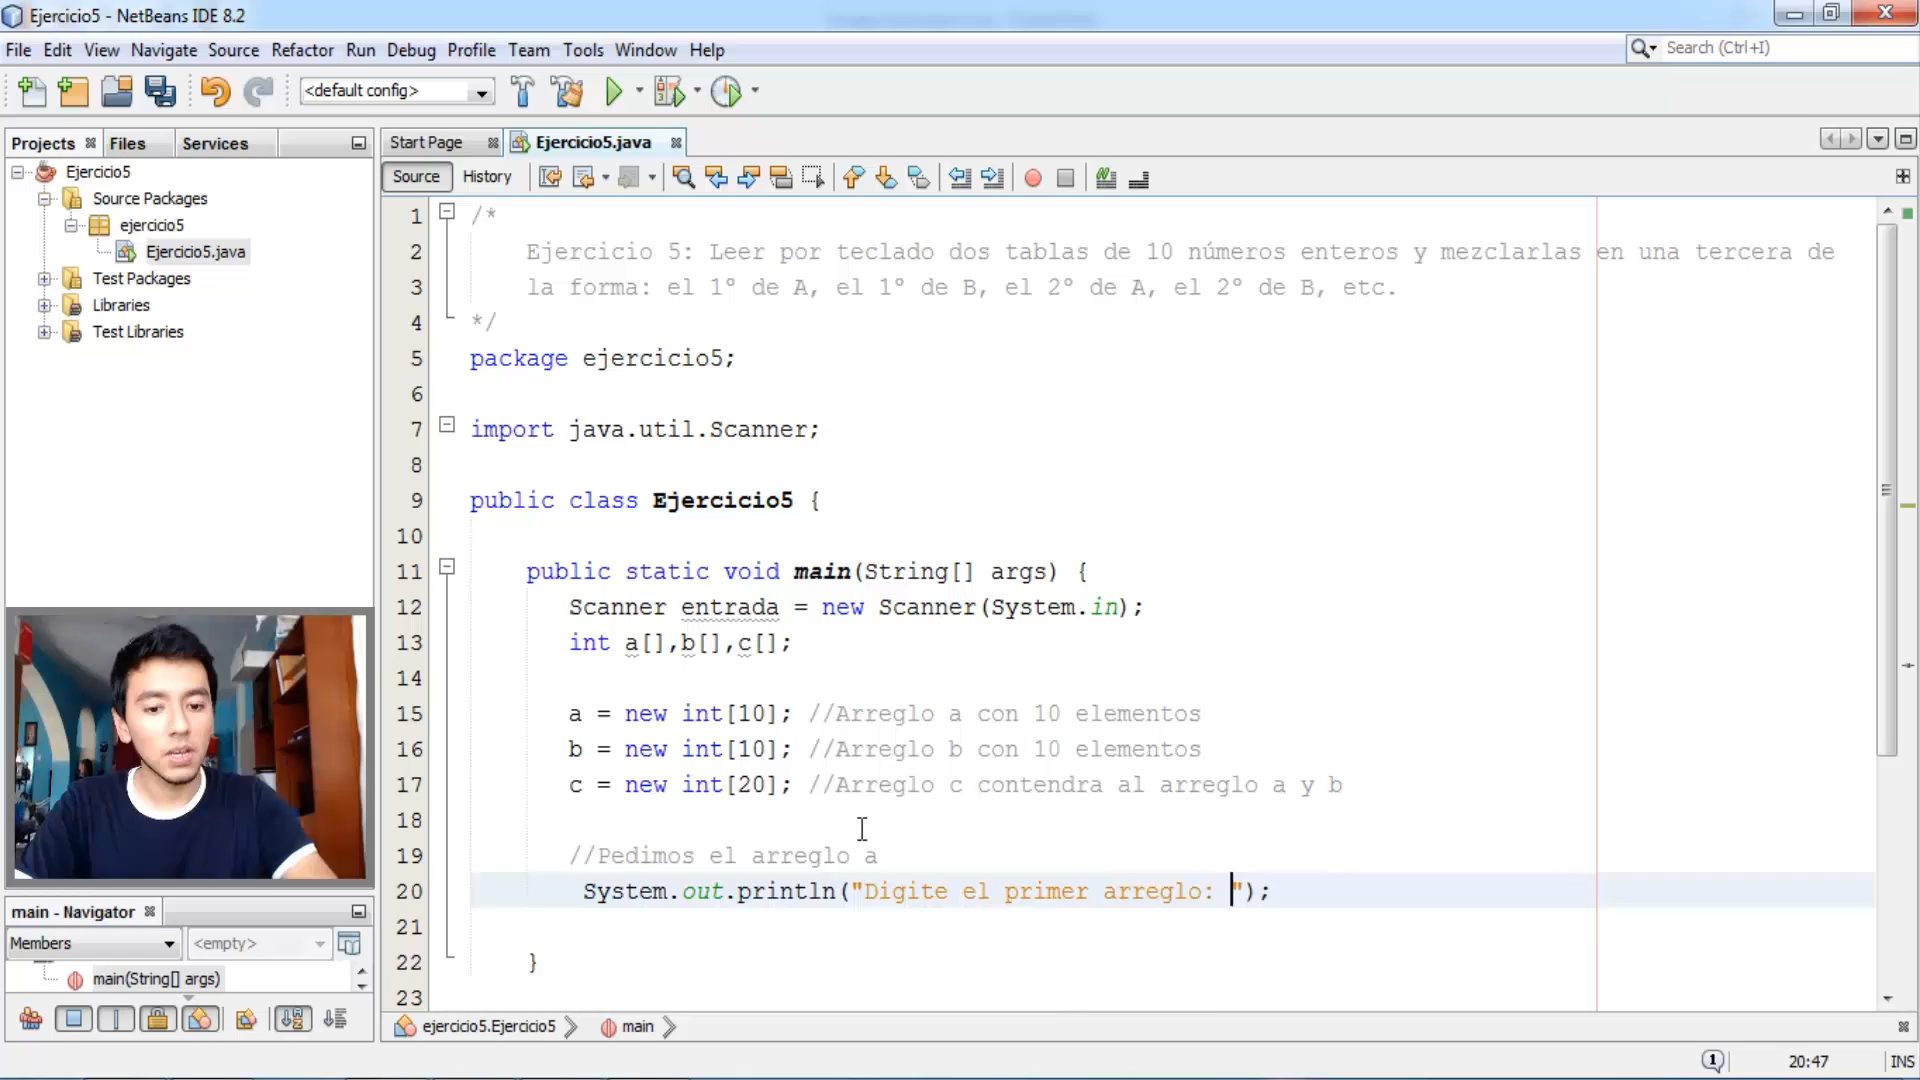 Ejercicio5 - NetBeans IDE 8.2
File Edit View Navigate Source Refactor Run Debug Profile Team Tools Window Help
Search (Ctrl+I)
<default config>
Projects Files Services
Start Page Ejercicio5.java
Source History
Ejercicio5
Source Packages
ejercicio5
Ejercicio5.java
Test Packages
Libraries
Test Libraries
1 /*
2 Ejercicio 5: Leer por teclado dos tablas de 10 números enteros y mezclarlas en una tercera de
3 la forma: el 1º de A, el 1º de B, el 2º de A, el 2º de B, etc.
4 */
5 package ejercicio5;
6
7 import java.util.Scanner;
8
9 public class Ejercicio5 {
10
11 public static void main(String[] args) {
12 Scanner entrada = new Scanner(System.in);
13 int a[],b[],c[];
14
15 a = new int[10]; //Arreglo a con 10 elementos
16 b = new int[10]; //Arreglo b con 10 elementos
17 c = new int[20]; //Arreglo c contendra al arreglo a y b
18
19 //Pedimos el arreglo a
20 System.out.println("Digite el primer arreglo: ");
21
22 }
23
main - Navigator
Members <empty>
main(String[] args)
ejercicio5.Ejercicio5 main
1 20:47 INS